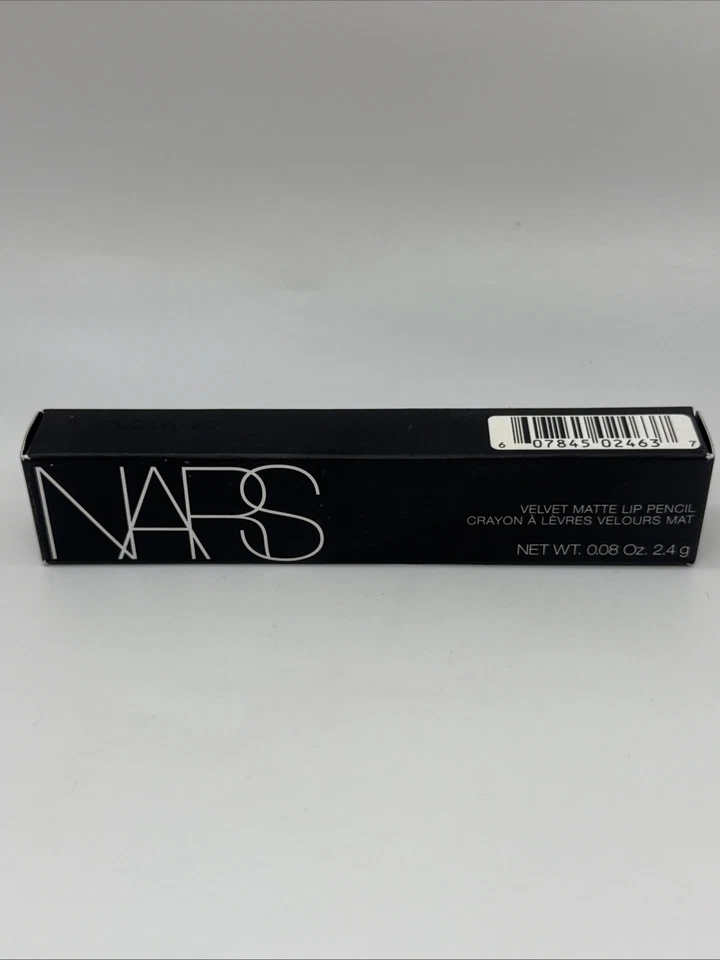 6 07845 02463 7
NARS
VELVET MATTE LIP PENCIL
CRAYON À LÈVRES VELOURS MAT
NET WT. 0.08 Oz. 2.4 g